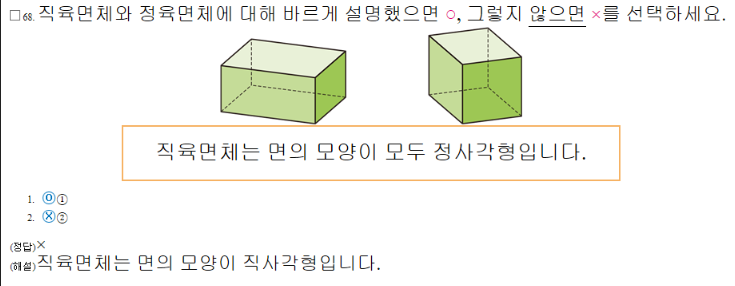 □68. 직육면체와 정육면체에 대해 바르게 설명했으면 ○, 그렇지 않으면 ×를 선택하세요.
직육면체는 면의 모양이 모두 정사각형입니다.
1. ⓞ①
2. ⓧ②
(정답)×
(해설)직육면체는 면의 모양이 직사각형입니다.